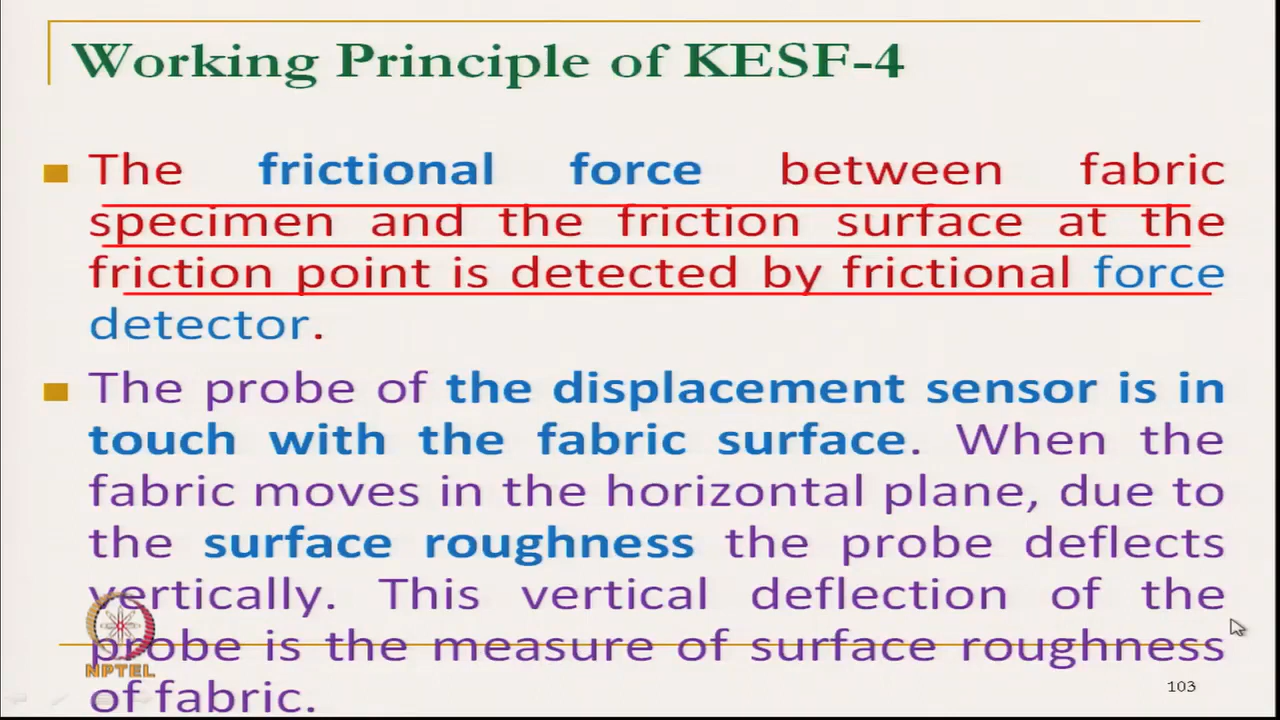 Working Principle of KESF-4
The frictional force between fabric
specimen and the friction surface at the
friction point is detected by frictional force
detector.
The probe of the displacement sensor is in
touch with the fabric surface. When the
fabric moves in the horizontal plane, due to
the surface roughness the probe deflects
vertically. This vertical deflection of the
probe is the measure of surface roughness
of fabric.
NPTEL
103